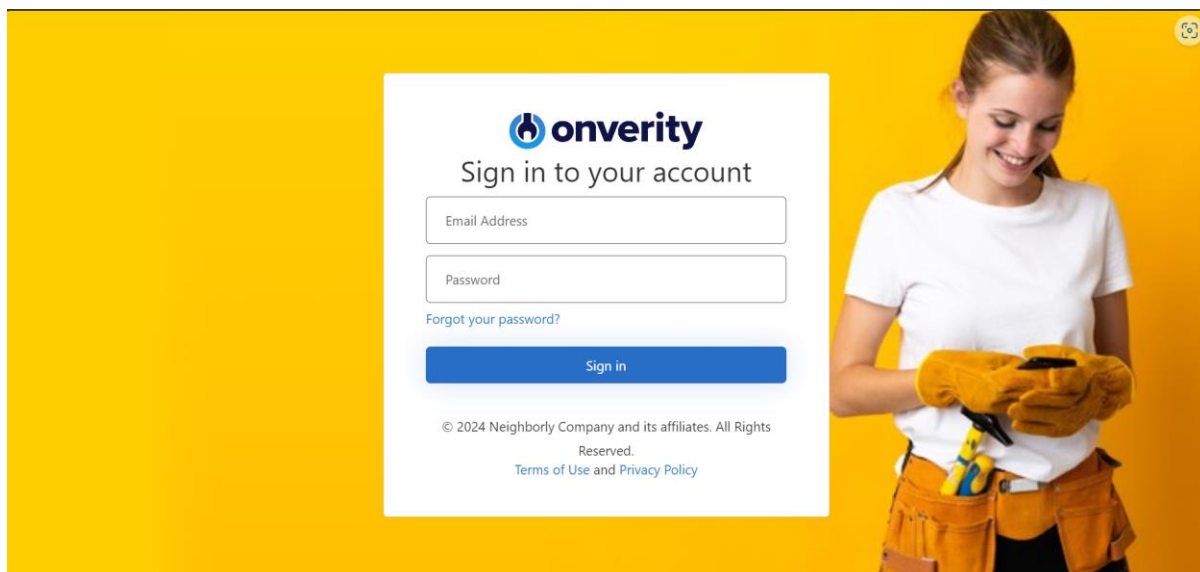 onverity
Sign in to your account
Email Address
Password
Forgot your password?
Sign in
© 2024 Neighborly Company and its affiliates. All Rights
Reserved.
Terms of Use and Privacy Policy